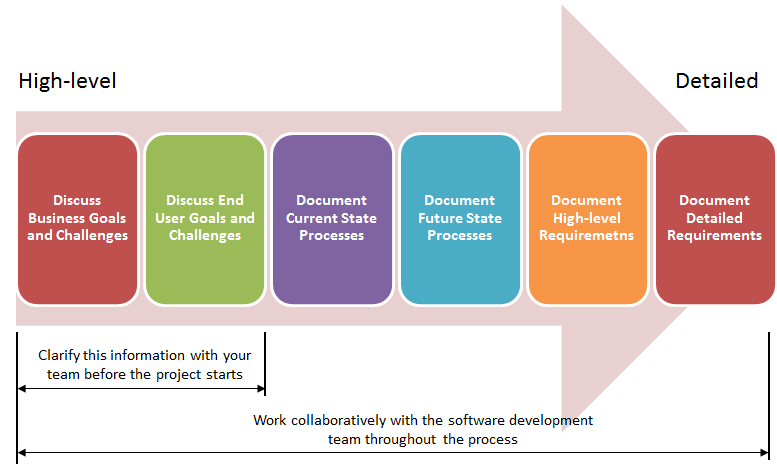 High-level
Detailed
Discuss
Business Goals
and Challenges
Discuss End
User Goals and
Challenges
Document
Current State
Processes
Document
Future State
Processes
Document
High-level
Requiremetns
Document
Detailed
Requirements
Clarify this information with your
team before the project starts
Work collaboratively with the software development
team throughout the process